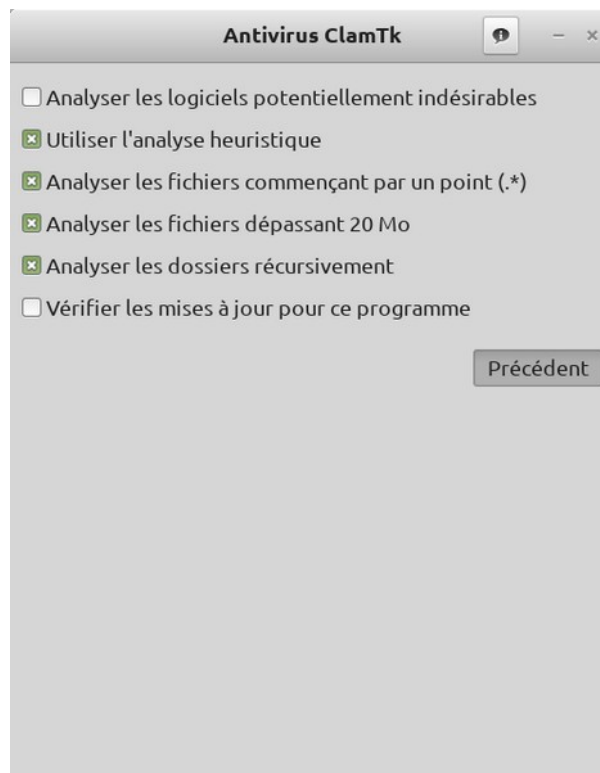 Antivirus ClamTk
Analyser les logiciels potentiellement indésirables
Utiliser l'analyse heuristique
Analyser les fichiers commençant par un point (.*)
Analyser les fichiers dépassant 20 Mo
Analyser les dossiers récursivement
Vérifier les mises à jour pour ce programme
Précédent